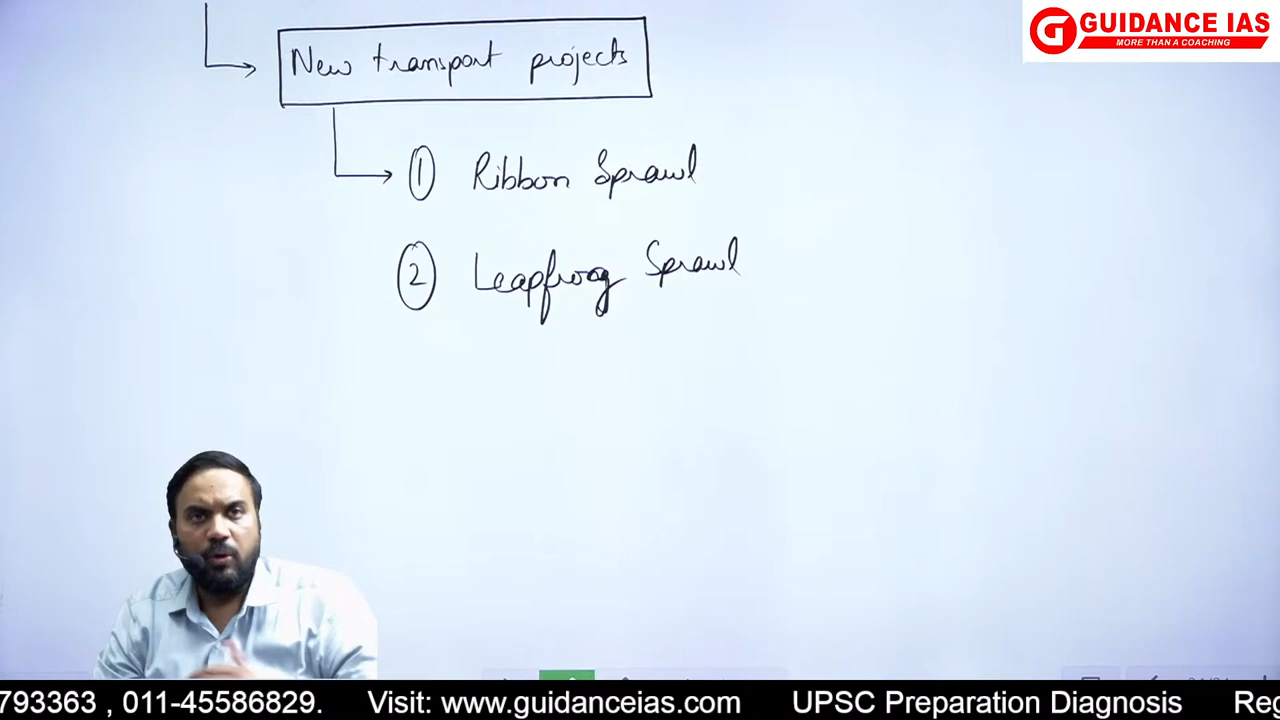 GUIDANCE IAS
MORE THAN A COACHING
New transport projects
1 Ribbon Sprawl
2 Leapfrog Sprawl
793363 , 011-45586829. Visit: www.guidanceias.com UPSC Preparation Diagnosis Reg